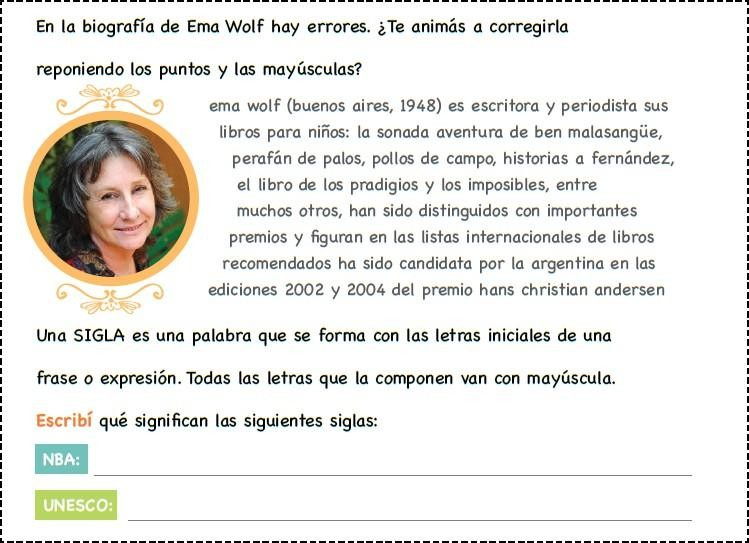 En la biografía de Ema Wolf hay errores. ¿Te animás a corregirla
reponiendo los puntos y las mayúsculas?
ema wolf (buenos aires, 1948) es escritora y periodista sus
libros para niños: la sonada aventura de ben malasangüe,
perafán de palos, pollos de campo, historias a fernández,
el libro de los prodigios y los imposibles, entre
muchos otros, han sido distinguidos con importantes
premios y figuran en las listas internacionales de libros
recomendados ha sido candidata por la argentina en las
ediciones 2002 y 2004 del premio hans christian andersen
Una SIGLA es una palabra que se forma con las letras iniciales de una
frase o expresión. Todas las letras que la componen van con mayúscula.
Escribí qué significan las siguientes siglas:
NBA:
UNESCO: